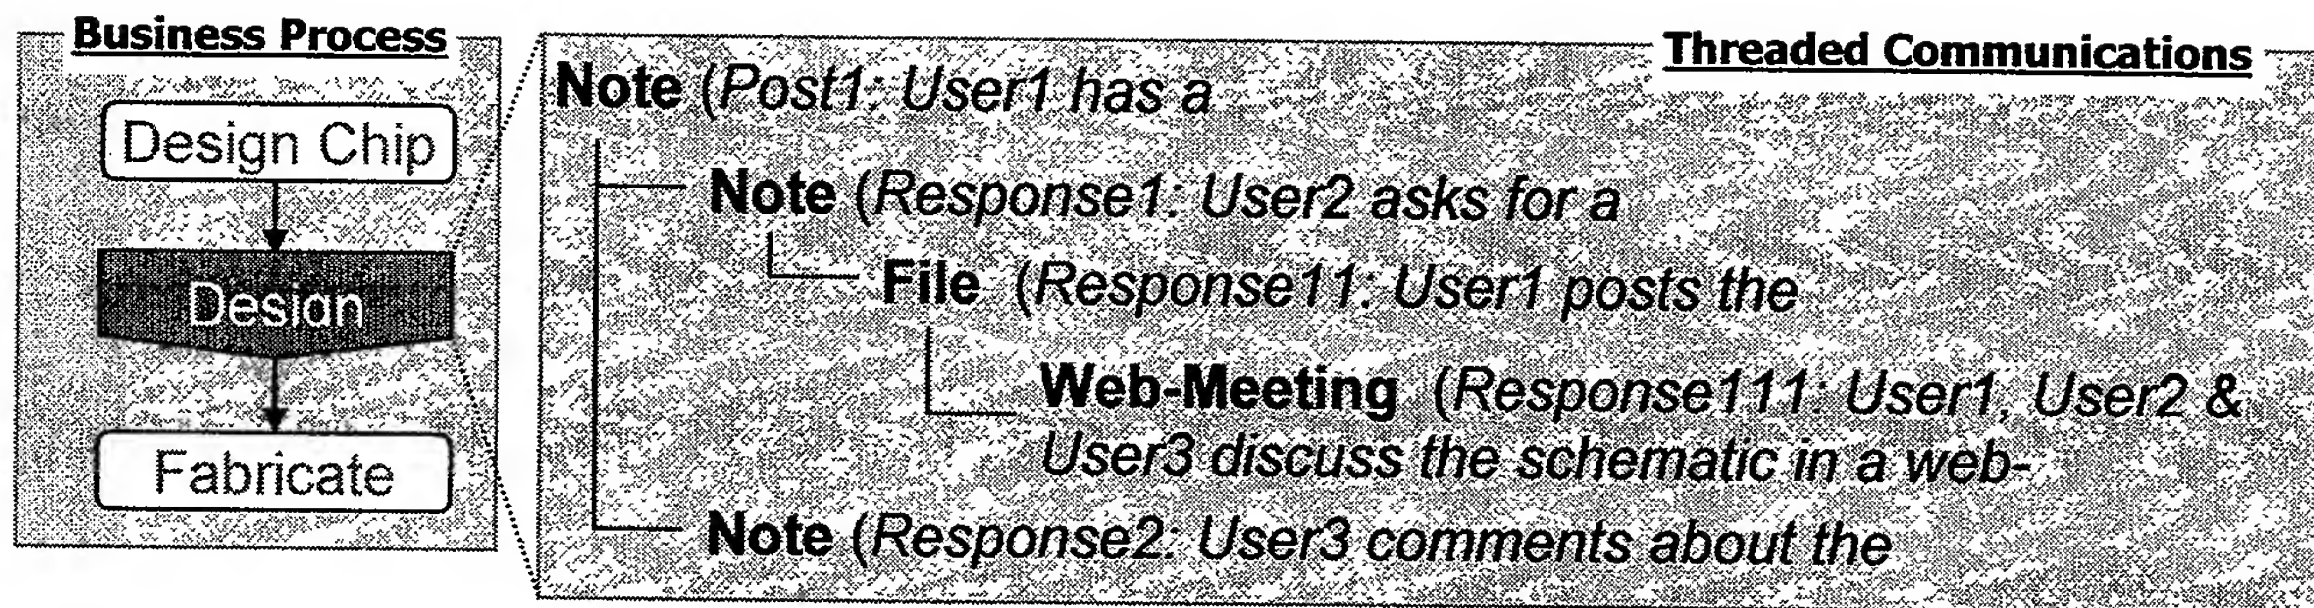 Business Process
Design Chip
Design
Fabricate
Threaded Communications
Note (Post1: User1 has a
Note (Response1: User2 asks for a
File (Response11: User1 posts the
Web-Meeting (Response111: User1, User2 &
User3 discuss the schematic in a web-
Note (Response2: User3 comments about the